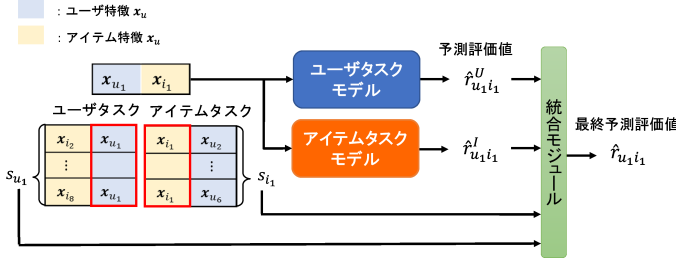 ：ユーザ特徴 𝒙ᵤ
：アイテム特徴 𝒙ᵤ
𝒙_{u_1} 𝒙_{i_1}
ユーザタスク アイテムタスク
𝒙_{i_2} 𝒙_{u_1} 𝒙_{i_1} 𝒙_{u_2}
⋮ ⋮
𝒙_{i_8} 𝒙_{u_1} 𝒙_{i_1} 𝒙_{u_6}
s_{u_1} s_{i_1}
ユーザタスク
モデル
アイテムタスク
モデル
予測評価値
r̂^U_{u_1 i_1}
r̂^I_{u_1 i_1}
統合モジュール
最終予測評価値
r̂_{u_1 i_1}